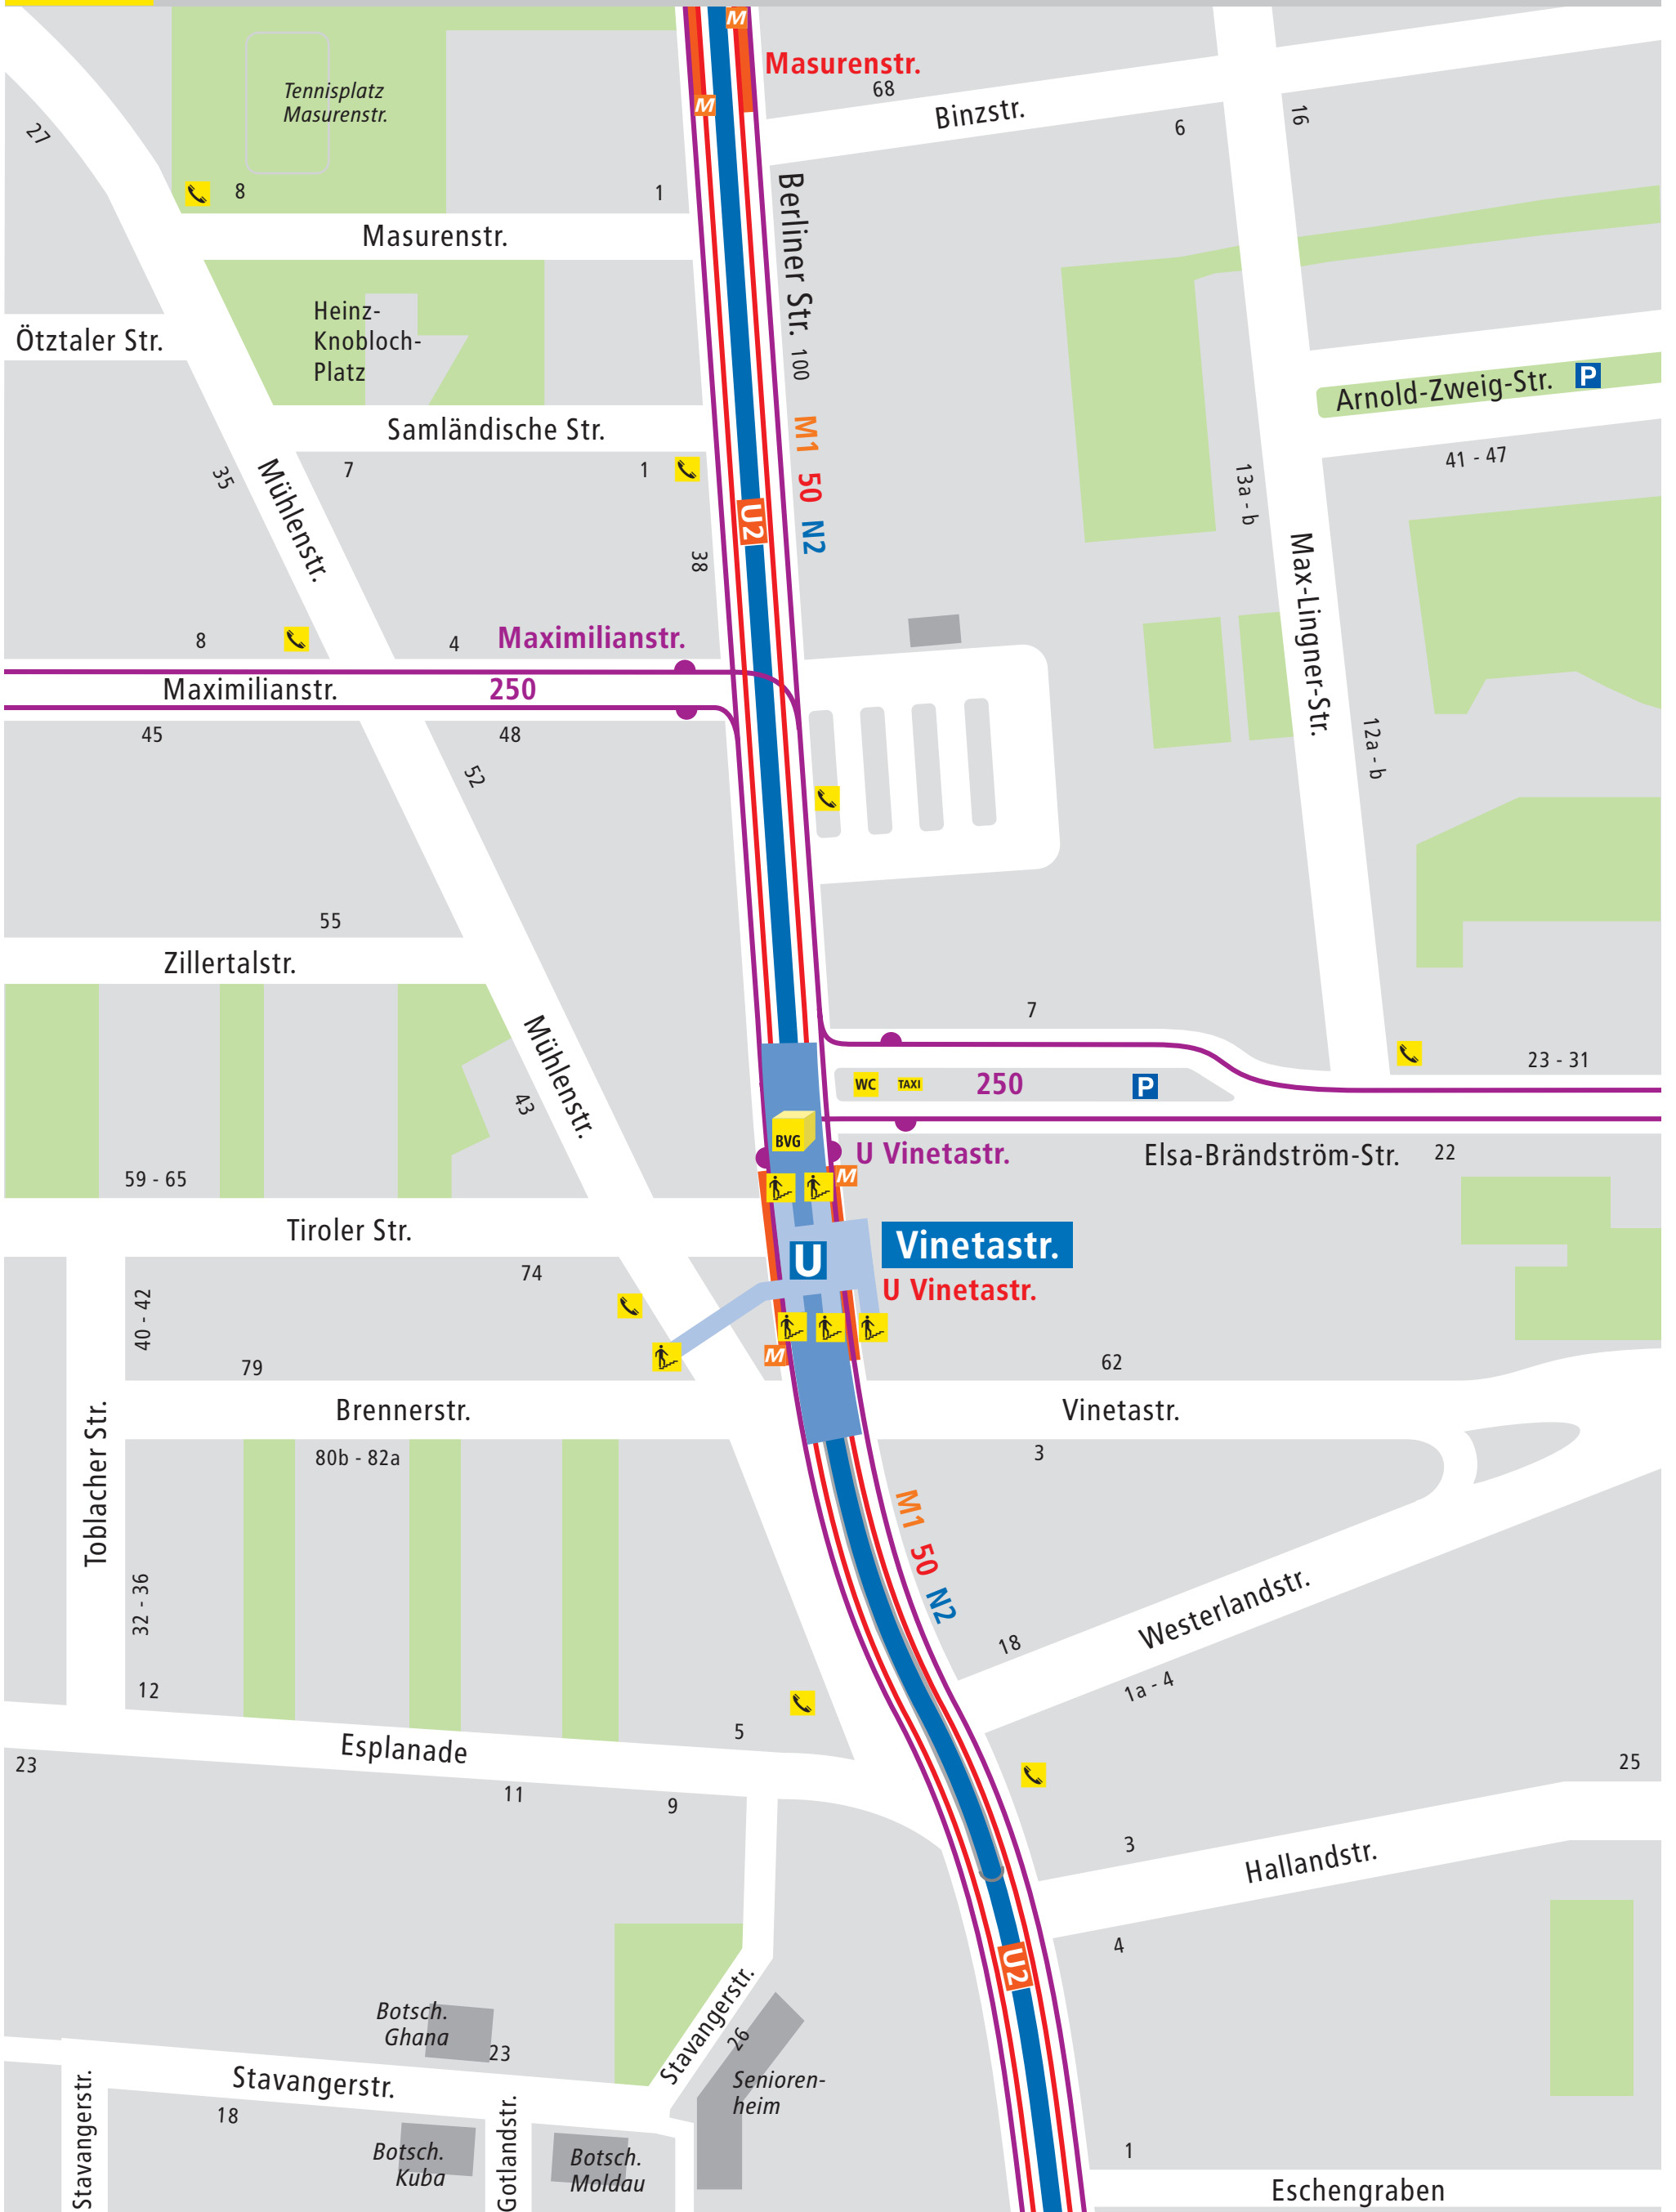 M
Masurenstr.
68
Binzstr.
6
16
Tennisplatz
Masurenstr.
M
27
8
1
Masurenstr.
Berliner Str.
100
Heinz-
Knobloch-
Platz
Ötztaler Str.
Arnold-Zweig-Str.
P
Samländische Str.
M1 50 N2
41 - 47
35
7
1
13a - b
Mühlenstr.
U2
38
Max-Lingner-Str.
8
4
Maximilianstr.
Maximilianstr.
250
45
48
52
12a - b
55
Zillertalstr.
7
Mühlenstr.
43
23 - 31
WC
TAXI
250
P
BVG
U Vinetastr.
Elsa-Brändström-Str.
22
59 - 65
M
Tiroler Str.
U
Vinetastr.
U Vinetastr.
74
40 - 42
M
79
62
Brennerstr.
Vinetastr.
Toblacher Str.
80b - 82a
3
M1 50 N2
32 - 36
Westerlandstr.
18
1a - 4
12
5
Esplanade
23
11
9
25
3
Hallandstr.
4
U2
Stavangerstr.
26
Botsch.
Ghana
23
Senioren-
heim
Stavangerstr.
Stavangerstr.
18
Gotlandstr.
Botsch.
Kuba
Botsch.
Moldau
1
Eschengraben